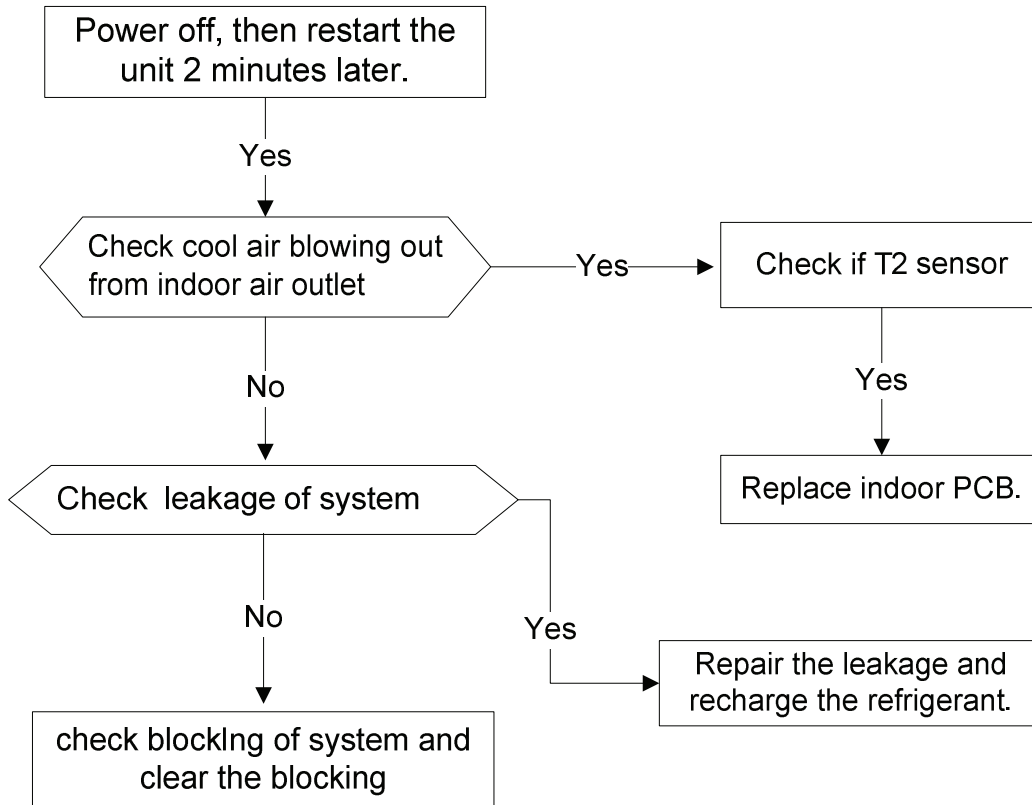 Power off, then restart the
unit 2 minutes later.
Yes
Check cool air blowing out
from indoor air outlet
Yes
Check if T2 sensor
No
Yes
Check leakage of system
Replace indoor PCB.
No
Yes
Repair the leakage and
recharge the refrigerant.
check blockIng of system and
clear the blocking